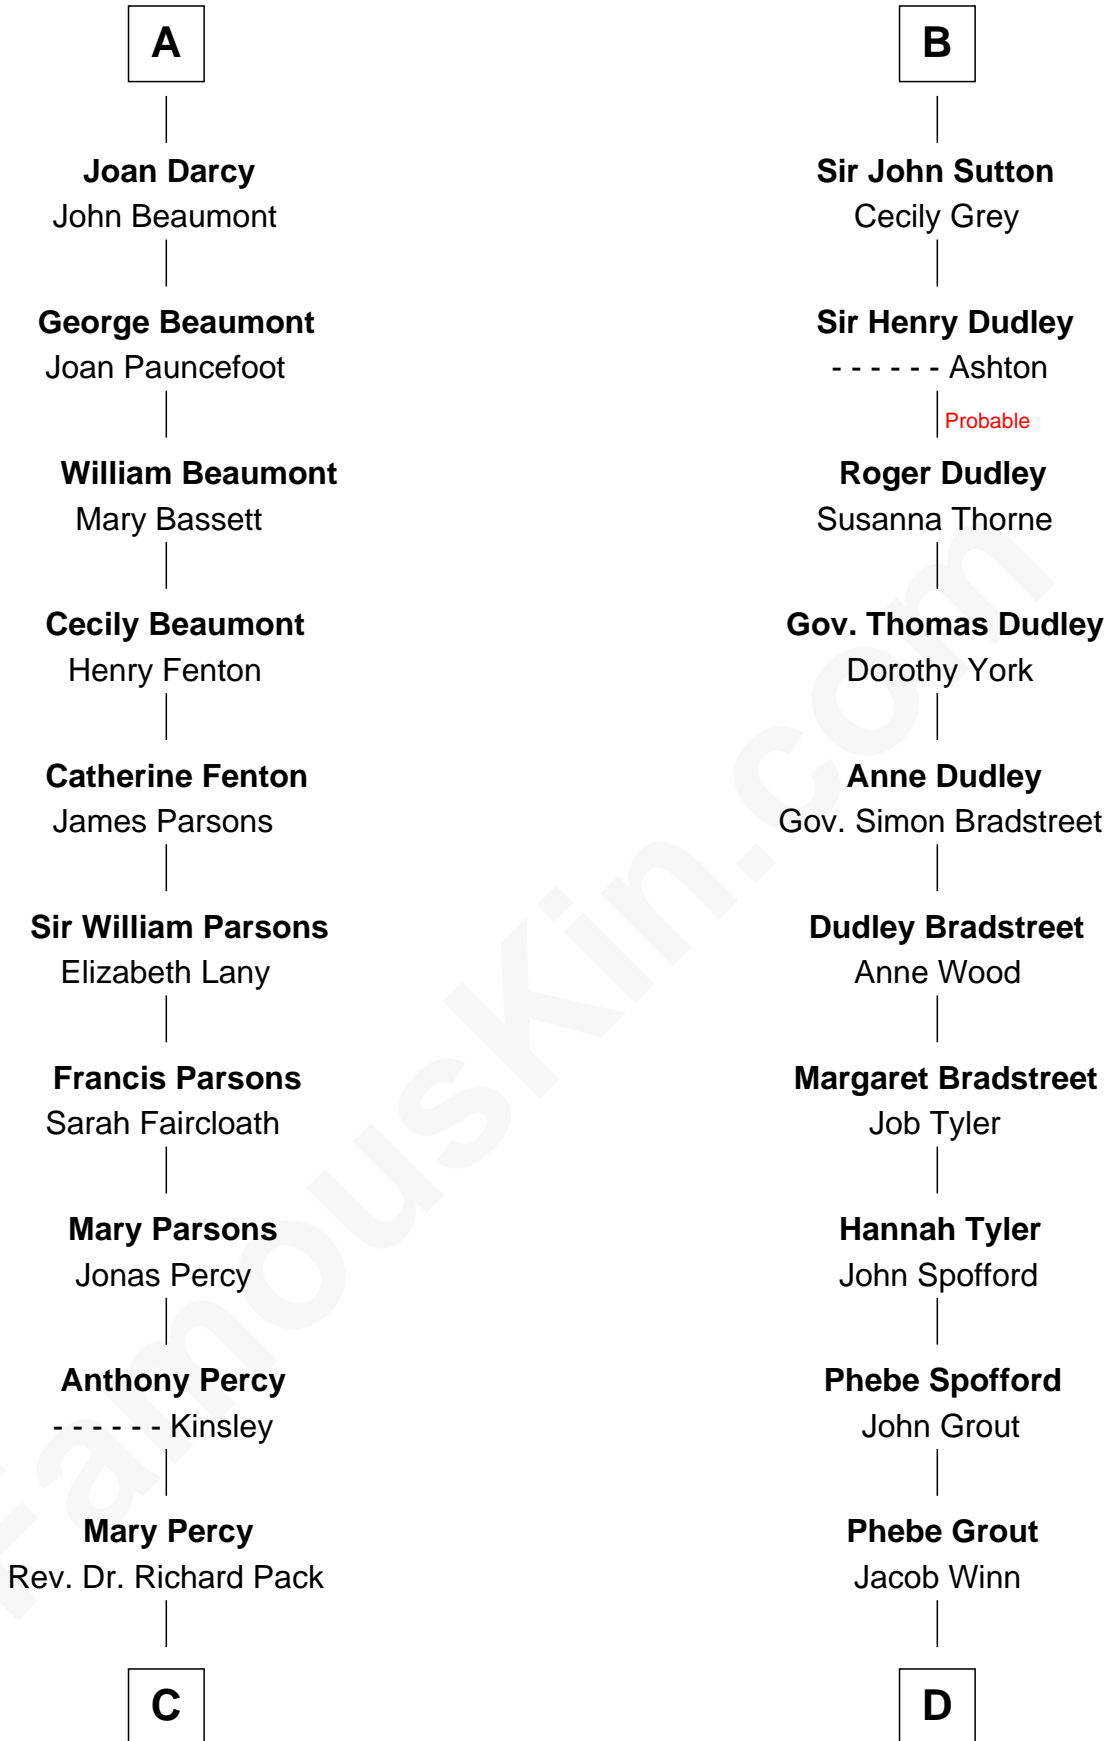 A
Joan Darcy
John Beaumont
George Beaumont
Joan Pauncefoot
William Beaumont
Mary Bassett
Cecily Beaumont
Henry Fenton
Catherine Fenton
James Parsons
Sir William Parsons
Elizabeth Lany
Francis Parsons
Sarah Faircloath
Mary Parsons
Jonas Percy
Anthony Percy
- - - - - - Kinsley
Mary Percy
Rev. Dr. Richard Pack
C
B
Sir John Sutton
Cecily Grey
Sir Henry Dudley
- - - - - - Ashton
Probable
Roger Dudley
Susanna Thorne
Gov. Thomas Dudley
Dorothy York
Anne Dudley
Gov. Simon Bradstreet
Dudley Bradstreet
Anne Wood
Margaret Bradstreet
Job Tyler
Hannah Tyler
John Spofford
Phebe Spofford
John Grout
Phebe Grout
Jacob Winn
D
FamousKin.com